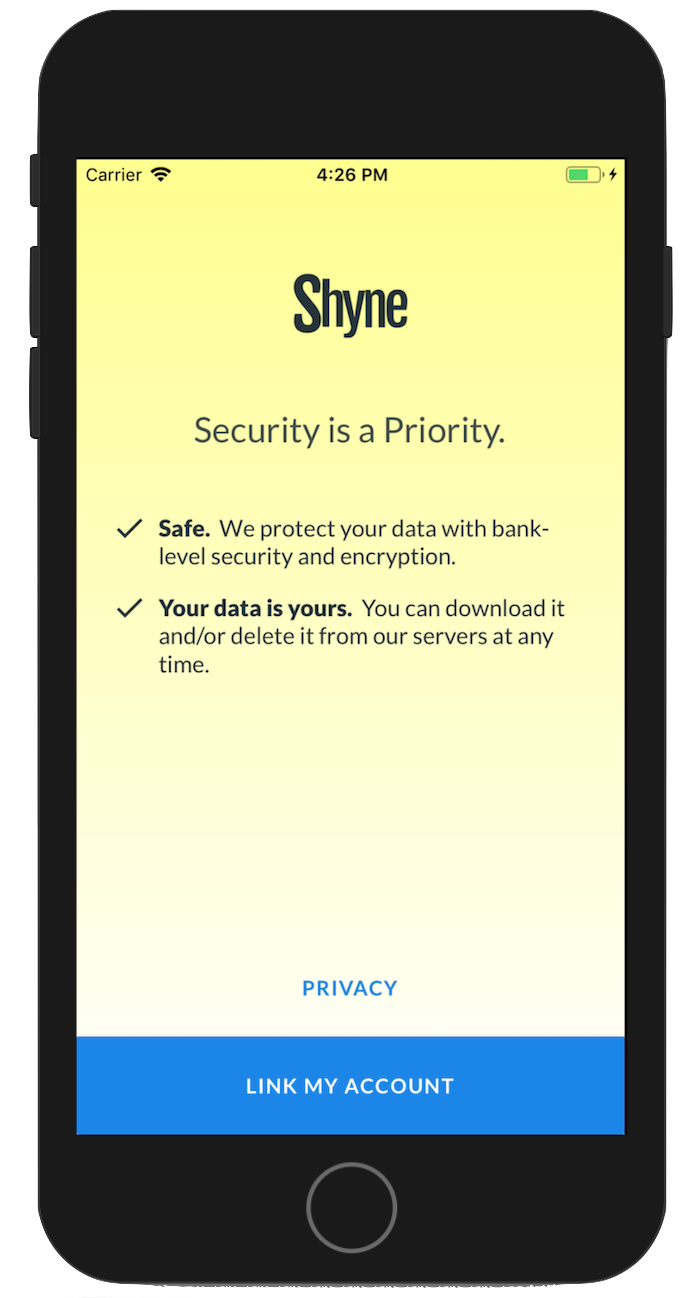 Carrier 4:26 PM
Shyne
Security is a Priority.
Safe. We protect your data with bank-
level security and encryption.
Your data is yours. You can download it
and/or delete it from our servers at any
time.
PRIVACY
LINK MY ACCOUNT